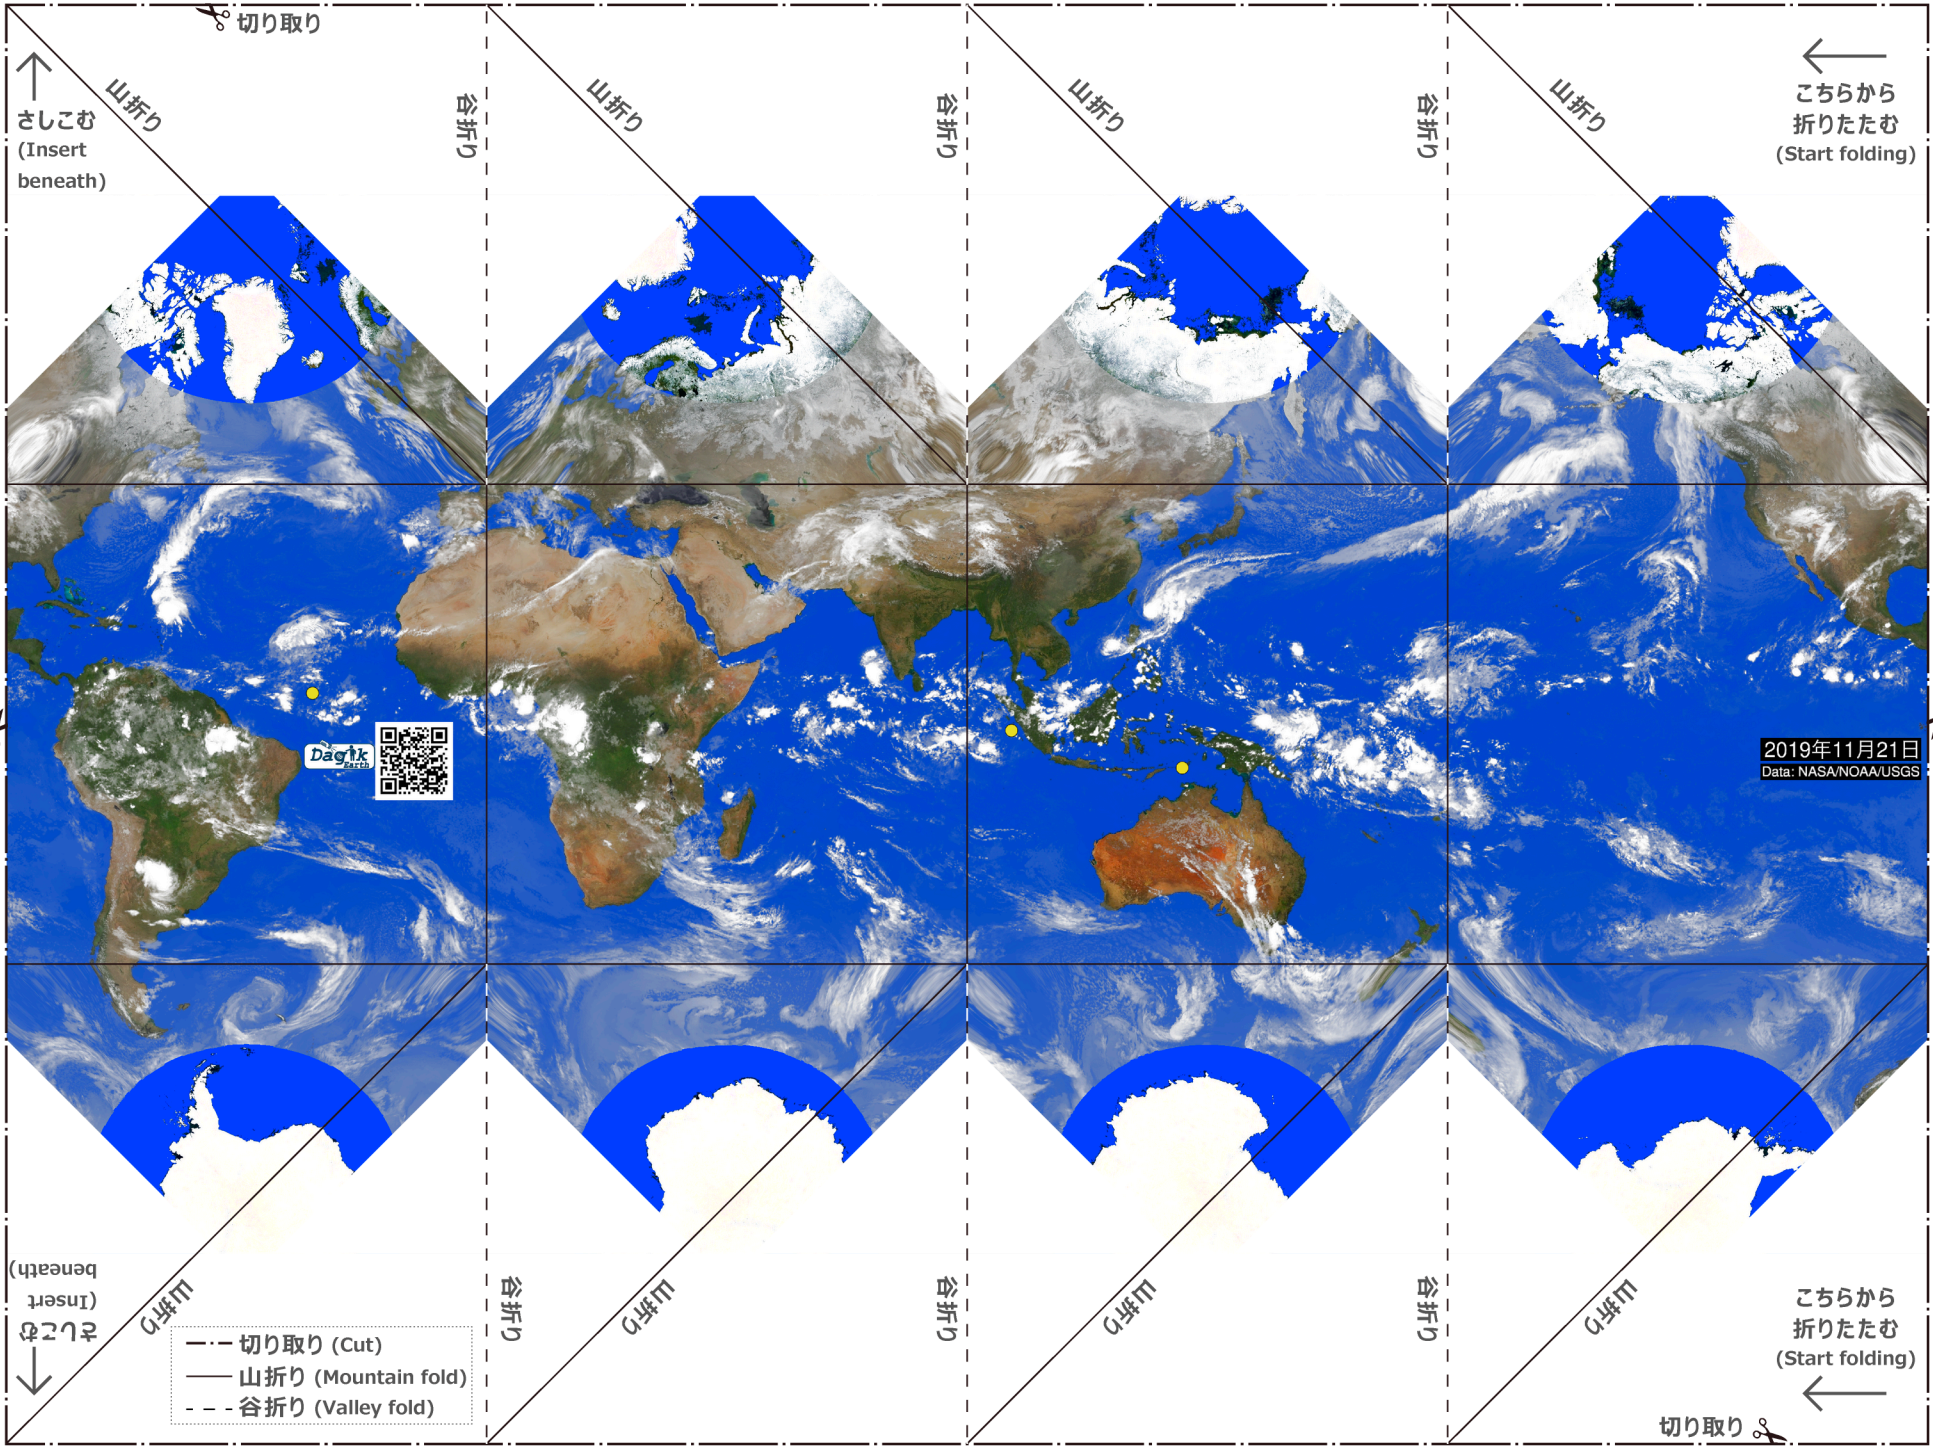 切り取り
山折り
谷折り
山折り
谷折り
山折り
谷折り
山折り
こちらから
折りたたむ
(Start folding)
さしこむ
(Insert
beneath)
Dagik
Earth
2019年11月21日
Data: NASA/NOAA/USGS
さしこむ
(Insert
beneath)
山折り
谷折り
山折り
谷折り
山折り
谷折り
山折り
こちらから
折りたたむ
(Start folding)
切り取り (Cut)
山折り (Mountain fold)
谷折り (Valley fold)
切り取り